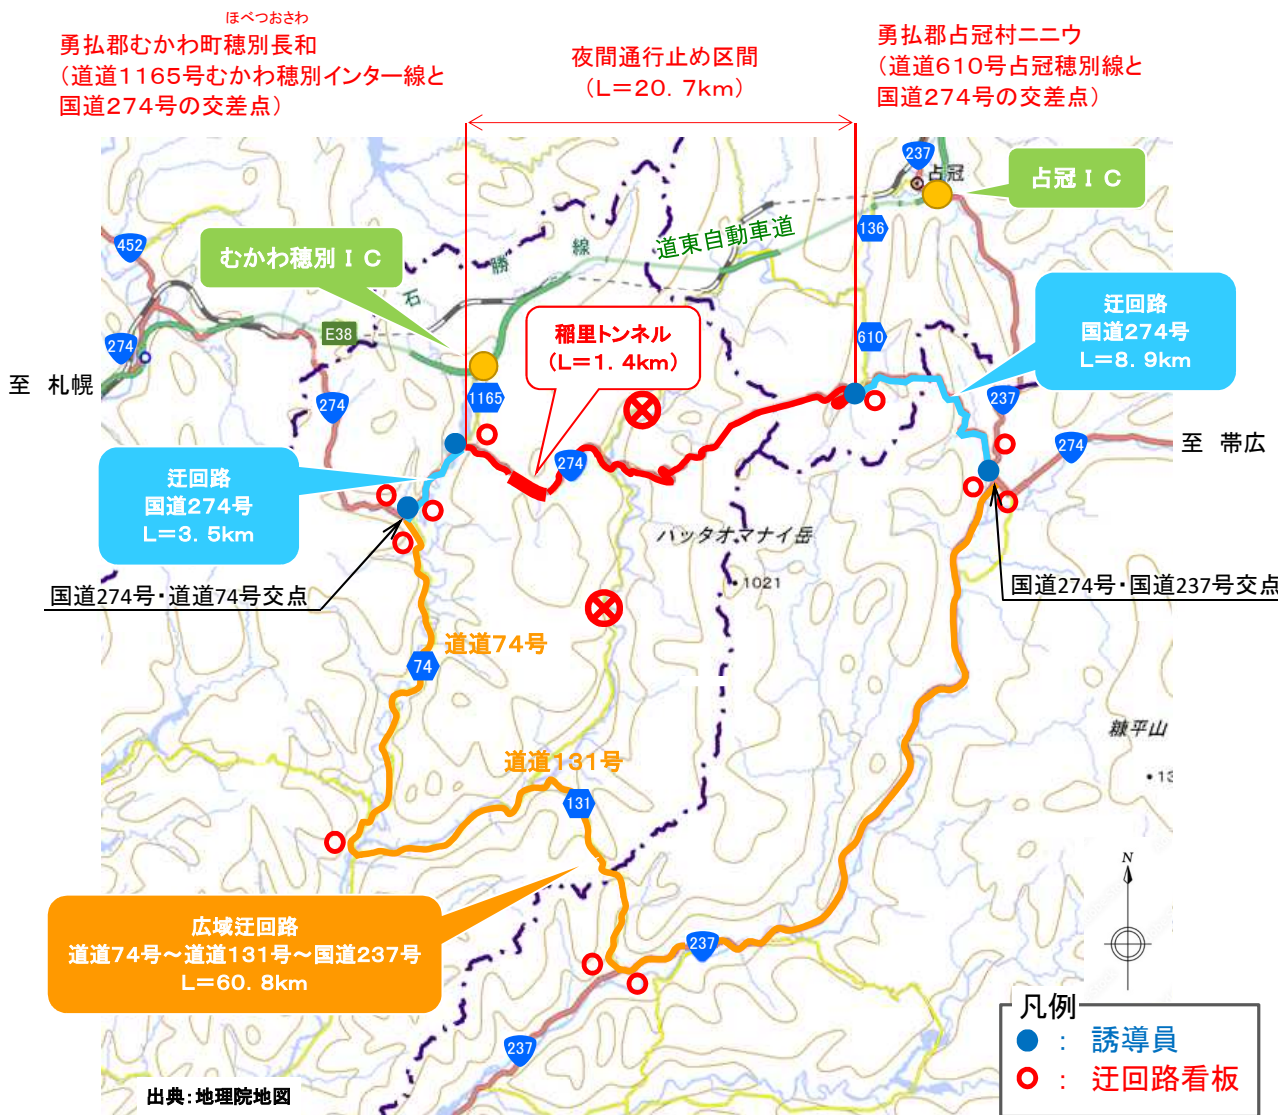 ほべつおさわ
勇払郡むかわ町穂別長和
(道道1165号むかわ穂別インター線と
国道274号の交差点)
夜間通行止め区間
(L=20.7km)
勇払郡占冠村ニニウ
(道道610号占冠穂別線と
国道274号の交差点)
237
占冠
占冠IC
136
道東自動車道
452
むかわ穂別IC
石勝線
E38
274
稲里トンネル
(L=1.4km)
610
迂回路
国道274号
L=8.9km
至 札幌
274
1165
237
274
至 帯広
迂回路
国道274号
L=3.5km
274
ハッタオマナイ岳
1021
国道274号・道道74号交点
国道274号・国道237号交点
道道74号
74
糠平山
13
道道131号
131
N
広域迂回路
道道74号~道道131号~国道237号
L=60.8km
237
237
凡例
: 誘導員
: 迂回路看板
出典:地理院地図